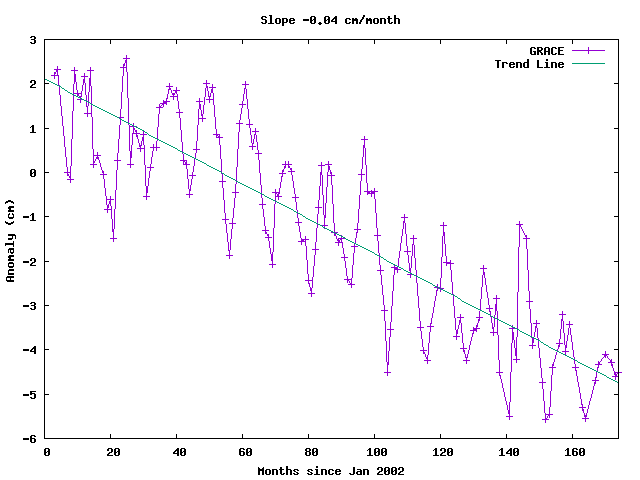 Slope -0.04 cm/month
GRACE
Trend Line
3
2
1
0
-1
-2
-3
-4
-5
-6
Anomaly (cm)
0 20 40 60 80 100 120 140 160
Months since Jan 2002